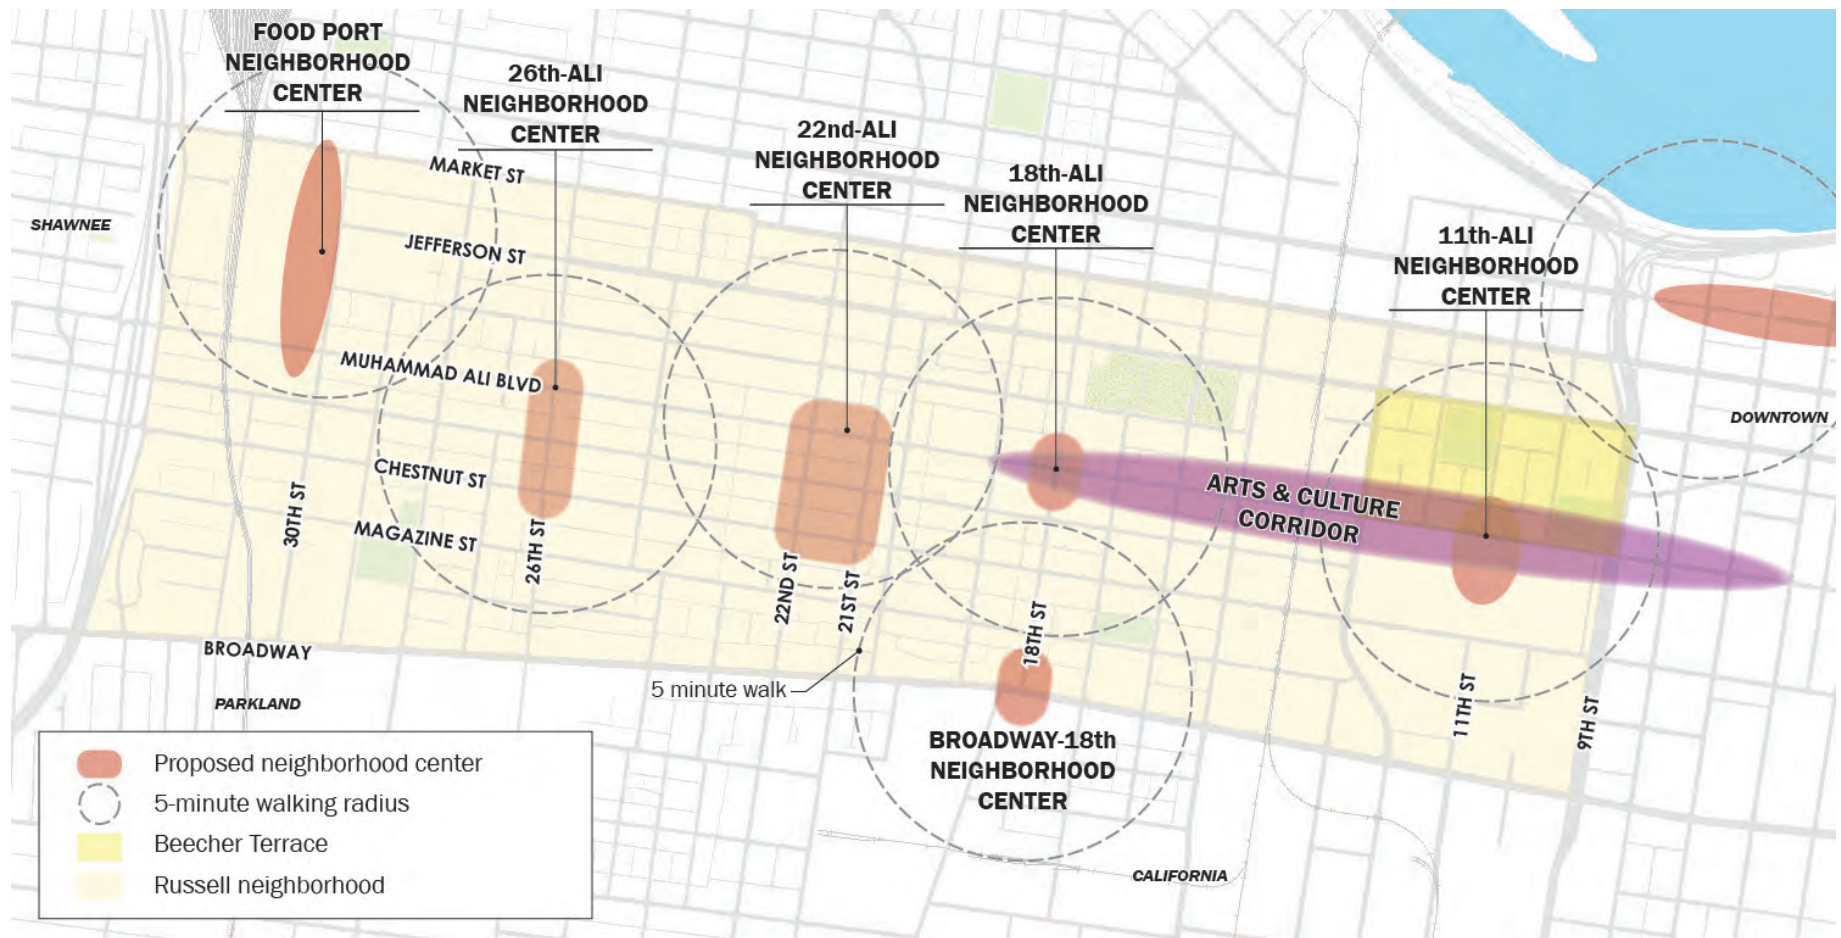 FOOD PORT
NEIGHBORHOOD
CENTER
26th-ALI
NEIGHBORHOOD
CENTER
22nd-ALI
NEIGHBORHOOD
CENTER
18th-ALI
NEIGHBORHOOD
CENTER
11th-ALI
NEIGHBORHOOD
CENTER
MARKET ST
SHAWNEE
JEFFERSON ST
MUHAMMAD ALI BLVD
DOWNTOWN
CHESTNUT ST
ARTS & CULTURE
CORRIDOR
30TH ST
MAGAZINE ST
26TH ST
22ND ST
21ST ST
18TH ST
BROADWAY
5 minute walk
PARKLAND
11TH ST
9TH ST
BROADWAY-18th
NEIGHBORHOOD
CENTER
CALIFORNIA
Proposed neighborhood center
5-minute walking radius
Beecher Terrace
Russell neighborhood